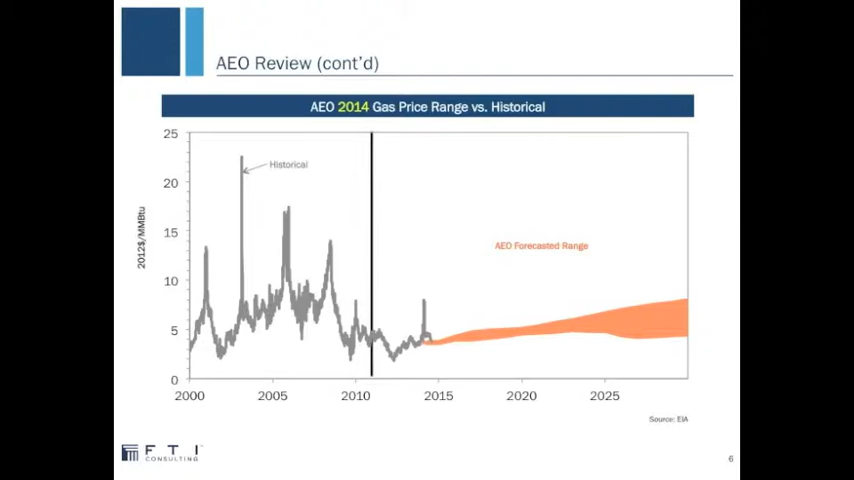 AEO Review (cont'd)
AEO 2014 Gas Price Range vs. Historical
25
20
15
10
5
0
2012$/MMBtu
Historical
AEO Forecasted Range
2000
2005
2010
2015
2020
2025
Source: EIA
F T I™
CONSULTING
6